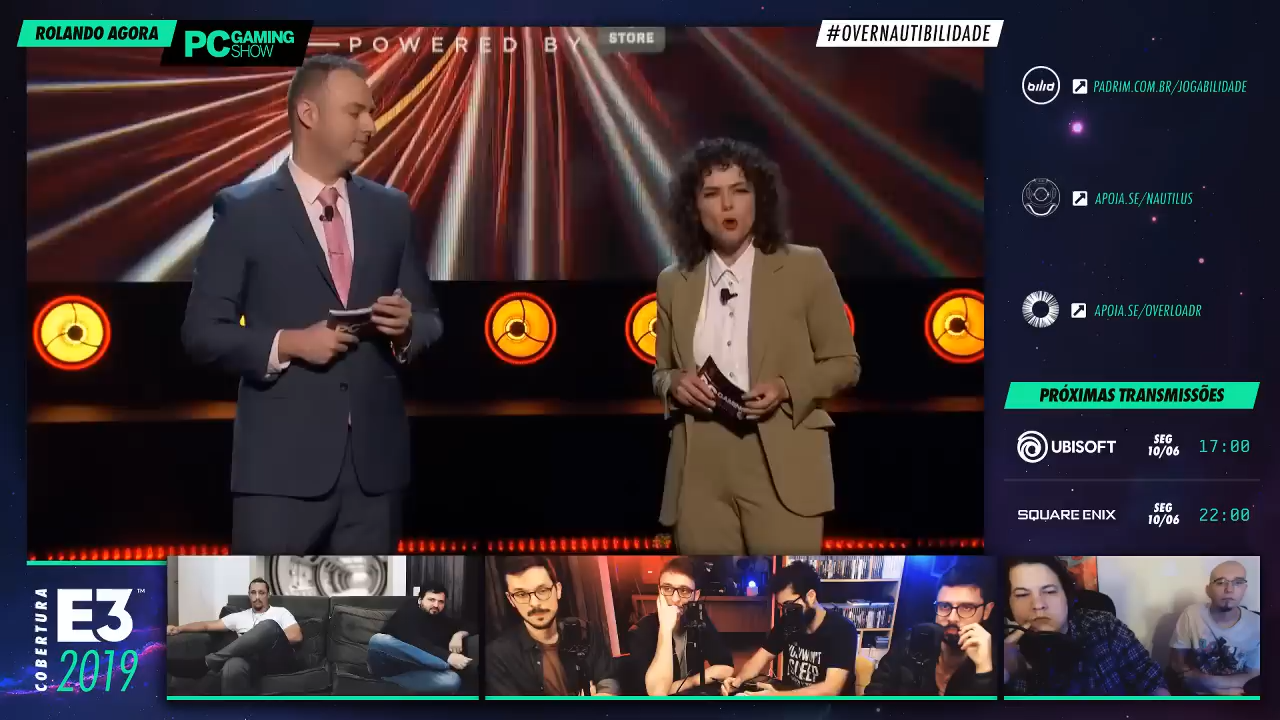 ROLANDO AGORA
PC GAMING SHOW
POWERED BY
STORE
#OVERNAUTIBILIDADE
PADRIM.COM.BR/JOGABILIDADE
APOIA.SE/NAUTILUS
APOIA.SE/OVERLOADR
PRÓXIMAS TRANSMISSÕES
UBISOFT
SEG
10/06
17:00
SQUARE ENIX
SEG
10/06
22:00
COBERTURA
E3™
2019